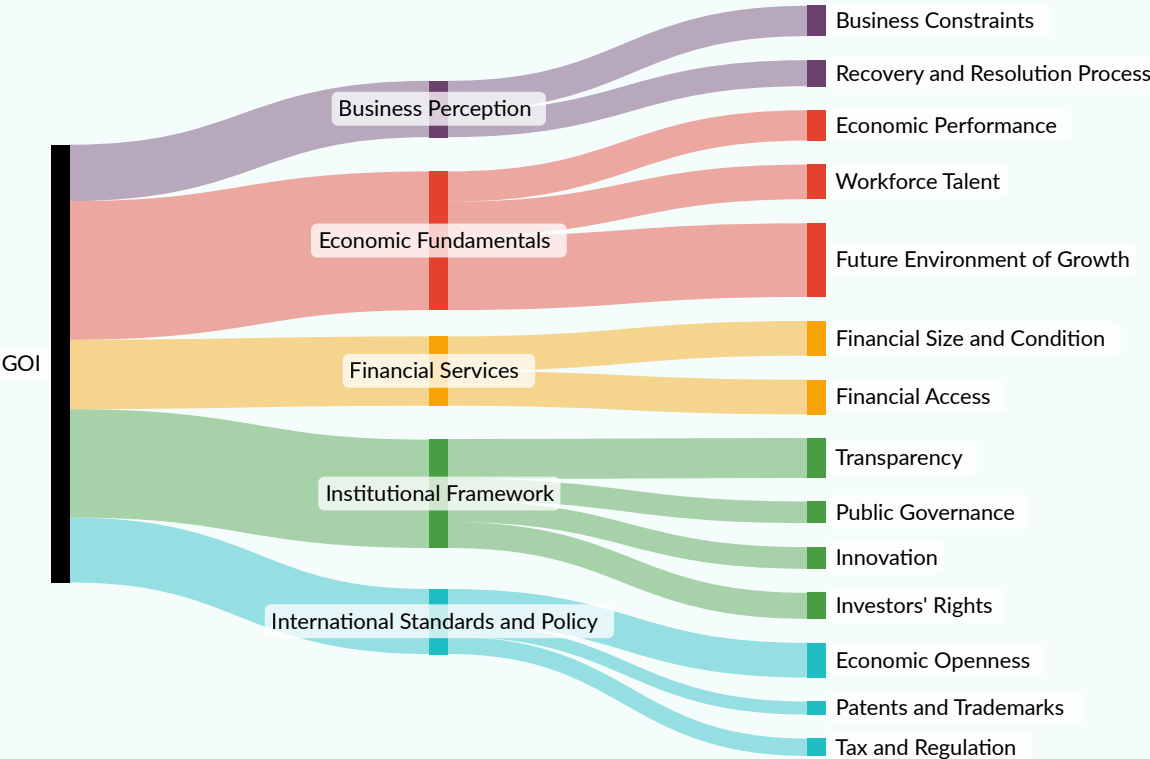 GOI
Business Perception
Economic Fundamentals
Financial Services
Institutional Framework
International Standards and Policy
Business Constraints
Recovery and Resolution Process
Economic Performance
Workforce Talent
Future Environment of Growth
Financial Size and Condition
Financial Access
Transparency
Public Governance
Innovation
Investors' Rights
Economic Openness
Patents and Trademarks
Tax and Regulation